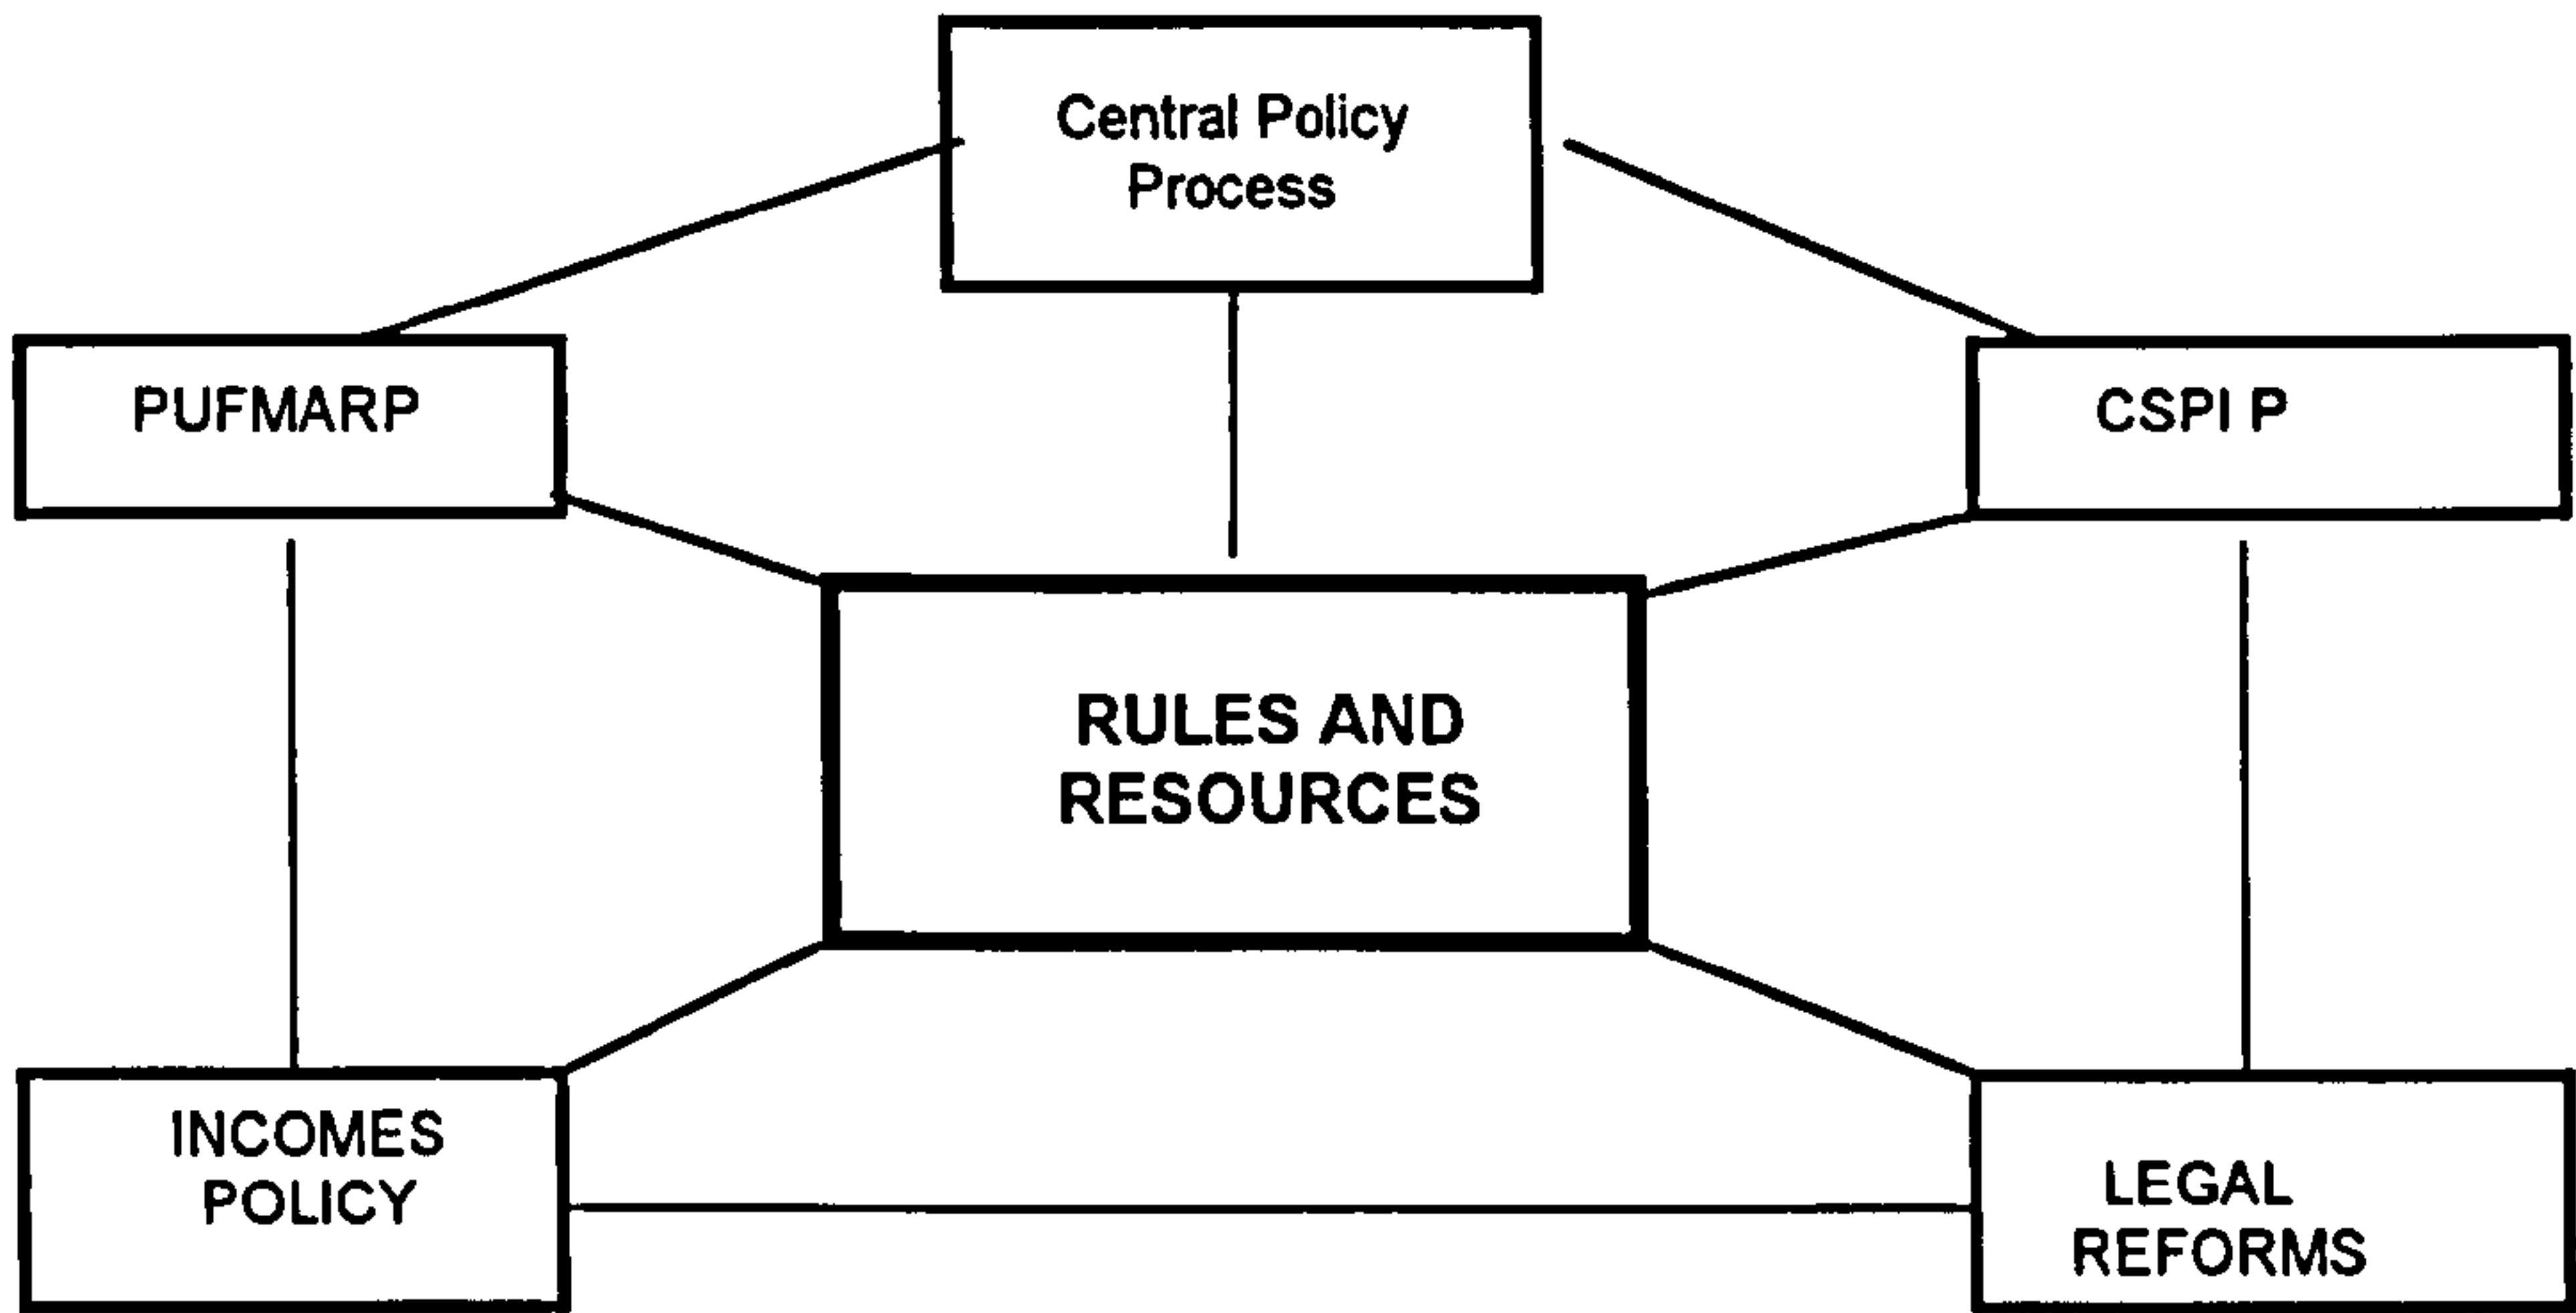 Central Policy
Process
PUFMARP
CSPI P
RULES AND
RESOURCES
INCOMES
POLICY
LEGAL
REFORMS